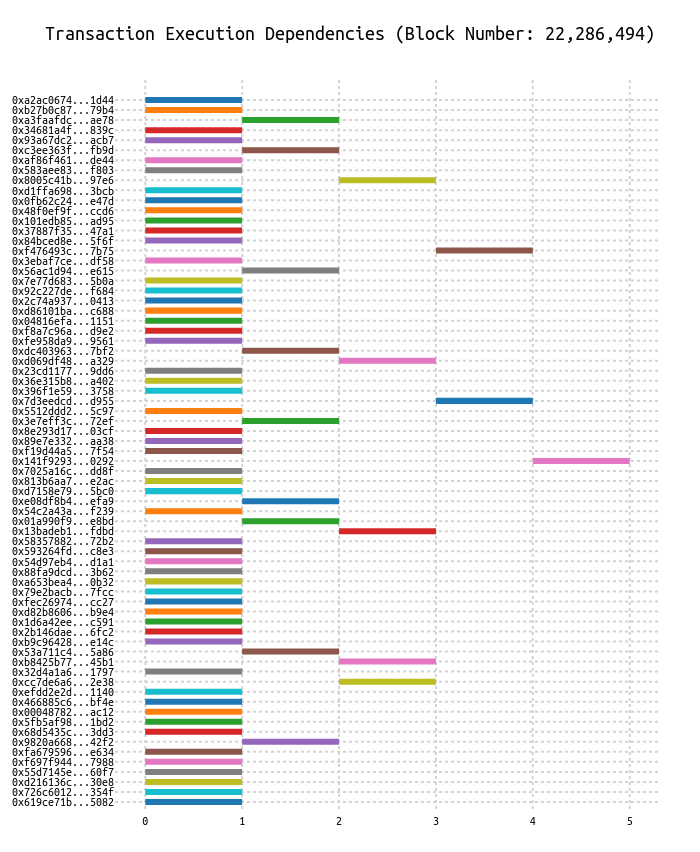 Transaction Execution Dependencies (Block Number: 22,286,494)
0xa2ac0674...1d44
0xb27b0c87...79b4
0xa3faafdc...ae78
0x34681a4f...839c
0x93a67dc2...acb7
0xc3ee363f...fb9d
0xaf86f461...de44
0x583aee83...f803
0x8005c41b...97e6
0xd1ffa698...3bcb
0x0fb62c24...e47d
0x48f0ef9f...ccd6
0x101edb85...ad95
0x37887f35...47a1
0x84bced8e...5f6f
0xf476493c...7b75
0x3ebaf7ce...df58
0x56ac1d94...e615
0x7e77d683...5b0a
0x92c227de...f684
0x2c74a937...0413
0xd86101ba...c688
0x04816efa...1151
0xf8a7c96a...d9e2
0xfe958da9...9561
0xdc403963...7bf2
0xd069df48...a329
0x23cd1177...9dd6
0x36e315b8...a402
0x396f1e59...3758
0x7d3eedcd...d955
0x5512ddd2...5c97
0x3e7eff3c...72ef
0x8e293d17...03cf
0x89e7e332...aa38
0xf19d44a5...7f54
0x141f9293...0292
0x7025a16c...dd8f
0x813b6aa7...e2ac
0xd7158e79...5bc0
0xe08df8b4...efa9
0x54c2a43a...f239
0x01a990f9...e8bd
0x13badeb1...fdbd
0x58357882...72b2
0x593264fd...c8e3
0x54d97eb4...d1a1
0x88fa9dcd...3b62
0xa653bea4...0b32
0x79e2bacb...7fcc
0xfec26974...cc27
0xd82b8606...b9e4
0x1d6a42ee...c591
0x2b146dae...6fc2
0xb9c96428...e14c
0x53a711c4...5a86
0xb8425b77...45b1
0x32d4a1a6...1797
0xcc7de6a6...2e38
0xefdd2e2d...1140
0x466885c6...bf4e
0x00048782...ac12
0x5fb5af98...1bd2
0x68d5435c...3dd3
0x9820a668...42f2
0xfa679596...e634
0xf697f944...7988
0x55d7145e...60f7
0xd216136c...30e8
0x726c6012...354f
0x619ce71b...5082
0 1 2 3 4 5